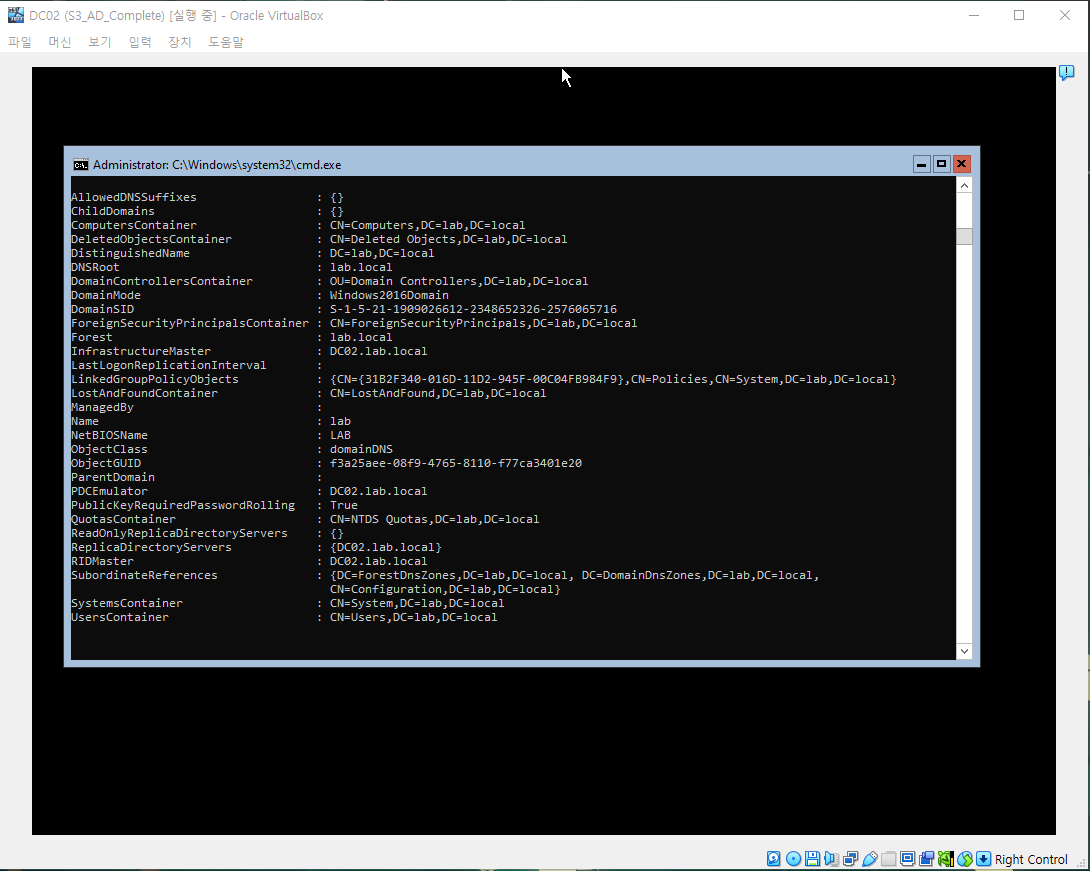 DC02 (S3_AD_Complete) [실행 중] - Oracle VirtualBox
파일 머신 보기 입력 장치 도움말
Administrator: C:\Windows\system32\cmd.exe
AllowedDNSSuffixes : {}
ChildDomains : {}
ComputersContainer : CN=Computers,DC=lab,DC=local
DeletedObjectsContainer : CN=Deleted Objects,DC=lab,DC=local
DistinguishedName : DC=lab,DC=local
DNSRoot : lab.local
DomainControllersContainer : OU=Domain Controllers,DC=lab,DC=local
DomainMode : Windows2016Domain
DomainSID : S-1-5-21-1909026612-2348652326-2576065716
ForeignSecurityPrincipalsContainer : CN=ForeignSecurityPrincipals,DC=lab,DC=local
Forest : lab.local
InfrastructureMaster : DC02.lab.local
LastLogonReplicationInterval :
LinkedGroupPolicyObjects : {CN={31B2F340-016D-11D2-945F-00C04FB984F9},CN=Policies,CN=System,DC=lab,DC=local}
LostAndFoundContainer : CN=LostAndFound,DC=lab,DC=local
ManagedBy :
Name : lab
NetBIOSName : LAB
ObjectClass : domainDNS
ObjectGUID : f3a25aee-08f9-4765-8110-f77ca3401e20
ParentDomain :
PDCEmulator : DC02.lab.local
PublicKeyRequiredPasswordRolling : True
QuotasContainer : CN=NTDS Quotas,DC=lab,DC=local
ReadOnlyReplicaDirectoryServers : {}
ReplicaDirectoryServers : {DC02.lab.local}
RIDMaster : DC02.lab.local
SubordinateReferences : {DC=ForestDnsZones,DC=lab,DC=local, DC=DomainDnsZones,DC=lab,DC=local,
CN=Configuration,DC=lab,DC=local}
SystemsContainer : CN=System,DC=lab,DC=local
UsersContainer : CN=Users,DC=lab,DC=local
Right Control